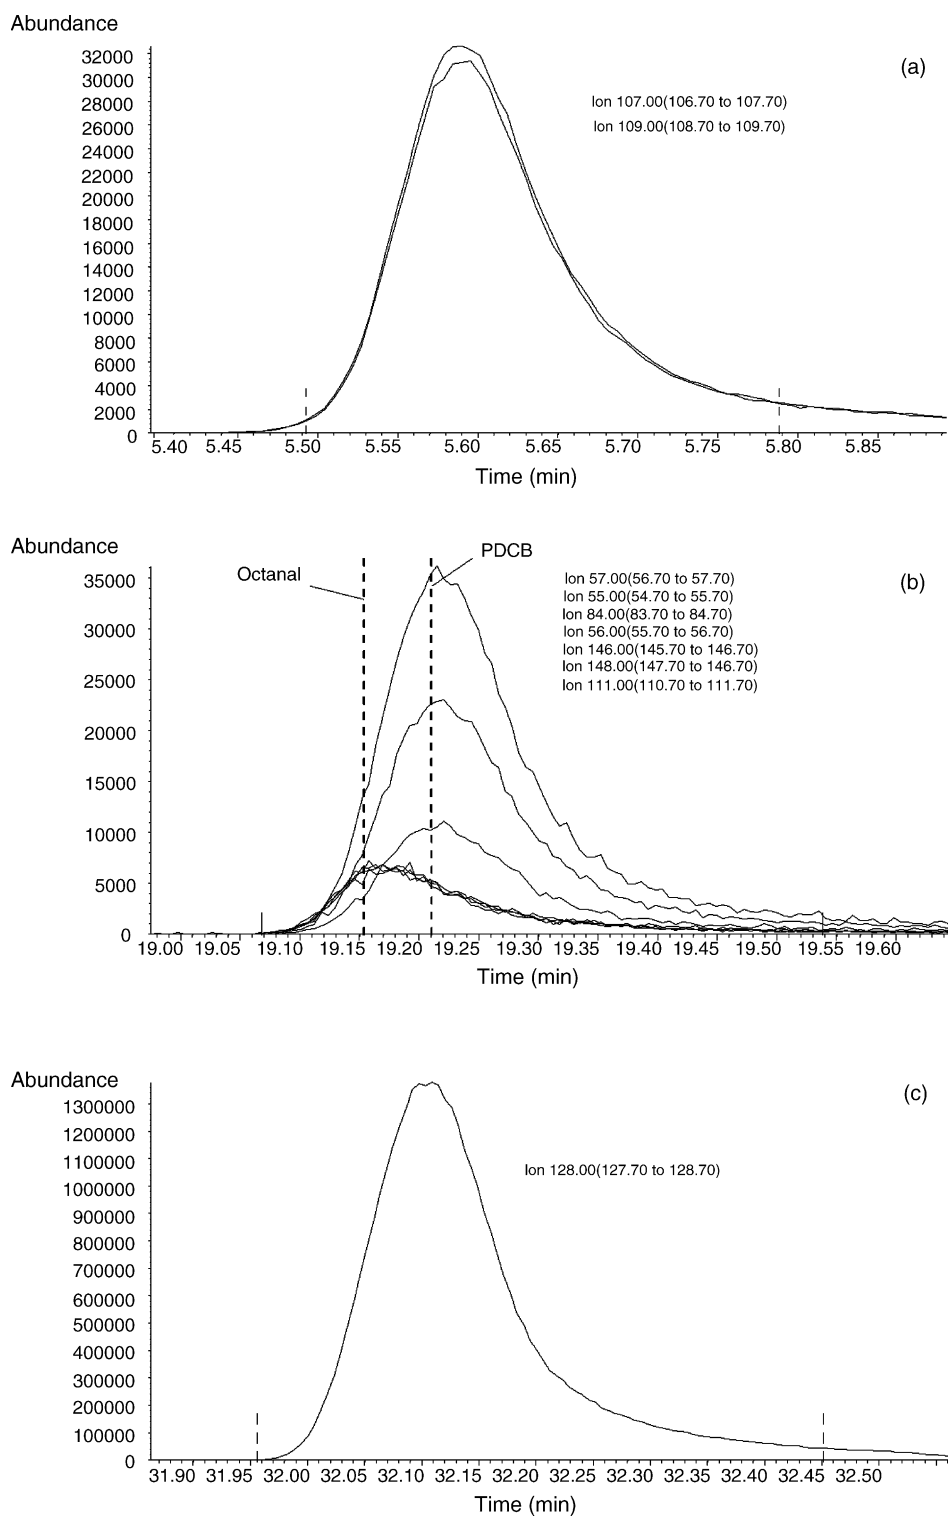 Abundance
(a)
32000
30000
28000
26000
24000
22000
20000
18000
16000
14000
12000
10000
8000
6000
4000
2000
0
Ion 107.00(106.70 to 107.70)
Ion 109.00(108.70 to 109.70)
5.40 5.45 5.50 5.55 5.60 5.65 5.70 5.75 5.80 5.85
Time (min)
Abundance
(b)
Octanal
PDCB
35000
30000
25000
20000
15000
10000
5000
0
Ion 57.00(56.70 to 57.70)
Ion 55.00(54.70 to 55.70)
Ion 84.00(83.70 to 84.70)
Ion 56.00(55.70 to 56.70)
Ion 146.00(145.70 to 146.70)
Ion 148.00(147.70 to 146.70)
Ion 111.00(110.70 to 111.70)
19.00 19.05 19.10 19.15 19.20 19.25 19.30 19.35 19.40 19.45 19.50 19.55 19.60
Time (min)
Abundance
(c)
1300000
1200000
1100000
1000000
900000
800000
700000
600000
500000
400000
300000
200000
100000
0
Ion 128.00(127.70 to 128.70)
31.90 31.95 32.00 32.05 32.10 32.15 32.20 32.25 32.30 32.35 32.40 32.45 32.50
Time (min)